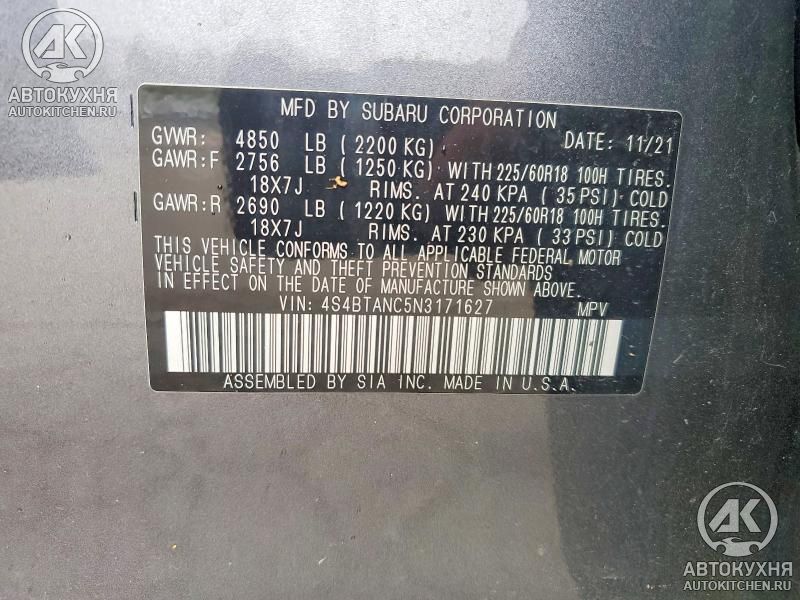 АК
АВТОКУХНЯ
AUTOKITCHEN.RU
MFD BY SUBARU CORPORATION
GVWR: 4850 LB ( 2200 KG) DATE: 11/21
GAWR:F 2756 LB ( 1250 KG) WITH 225/60R18 100H TIRES.
18X7J RIMS. AT 240 KPA ( 35 PSI) COLD
GAWR:R 2690 LB ( 1220 KG) WITH 225/60R18 100H TIRES.
18X7J RIMS. AT 230 KPA ( 33 PSI) COLD
THIS VEHICLE CONFORMS TO ALL APPLICABLE FEDERAL MOTOR
VEHICLE SAFETY AND THEFT PREVENTION STANDARDS
IN EFFECT ON THE DATE OF MANUFACTURE SHOWN ABOVE.
VIN: 4S4BTANC5N3171627 MPV
ASSEMBLED BY SIA INC. MADE IN U.S.A.
АК
АВТОКУХНЯ
AUTOKITCHEN.RU